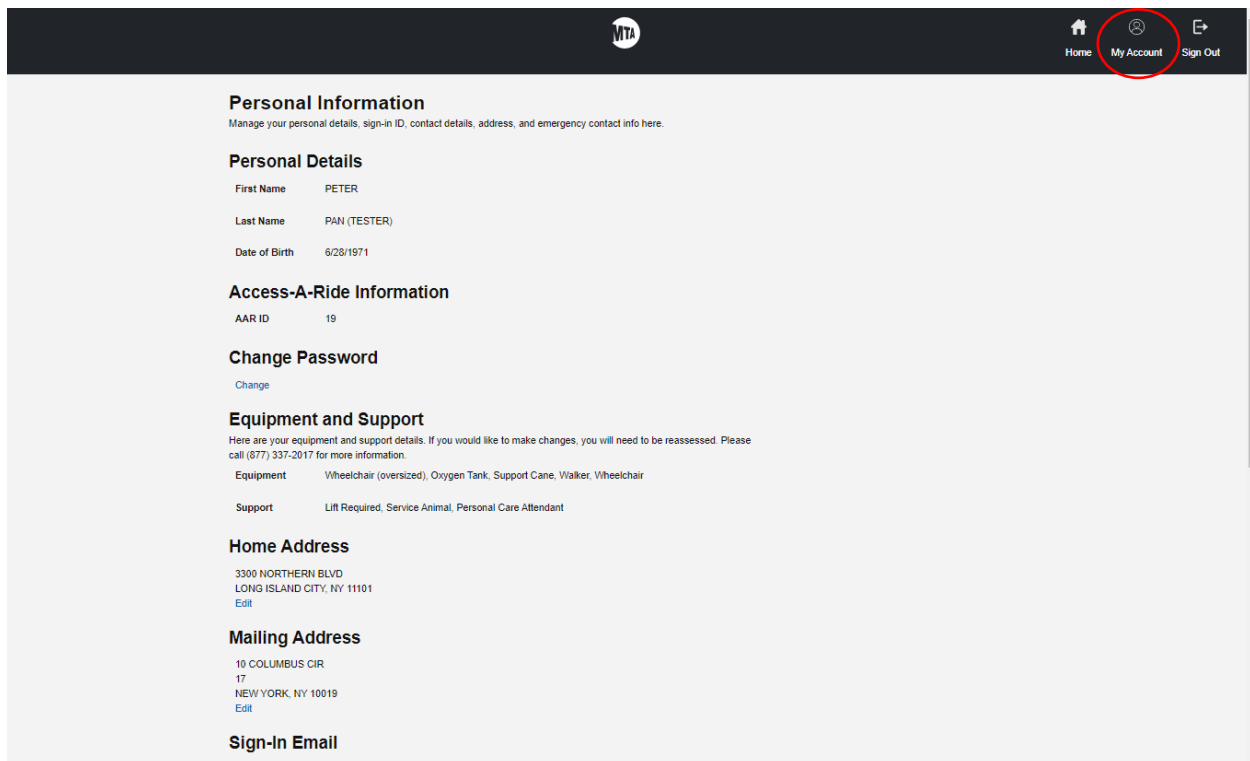 MTA
Home
My Account
Sign Out
Personal Information
Manage your personal details, sign-in ID, contact details, address, and emergency contact info here.
Personal Details
First Name PETER
Last Name PAN (TESTER)
Date of Birth 6/28/1971
Access-A-Ride Information
AAR ID 19
Change Password
Change
Equipment and Support
Here are your equipment and support details. If you would like to make changes, you will need to be reassessed. Please
call (877) 337-2017 for more information.
Equipment Wheelchair (oversized), Oxygen Tank, Support Cane, Walker, Wheelchair
Support Lift Required, Service Animal, Personal Care Attendant
Home Address
3300 NORTHERN BLVD
LONG ISLAND CITY, NY 11101
Edit
Mailing Address
10 COLUMBUS CIR
17
NEW YORK, NY 10019
Edit
Sign-In Email